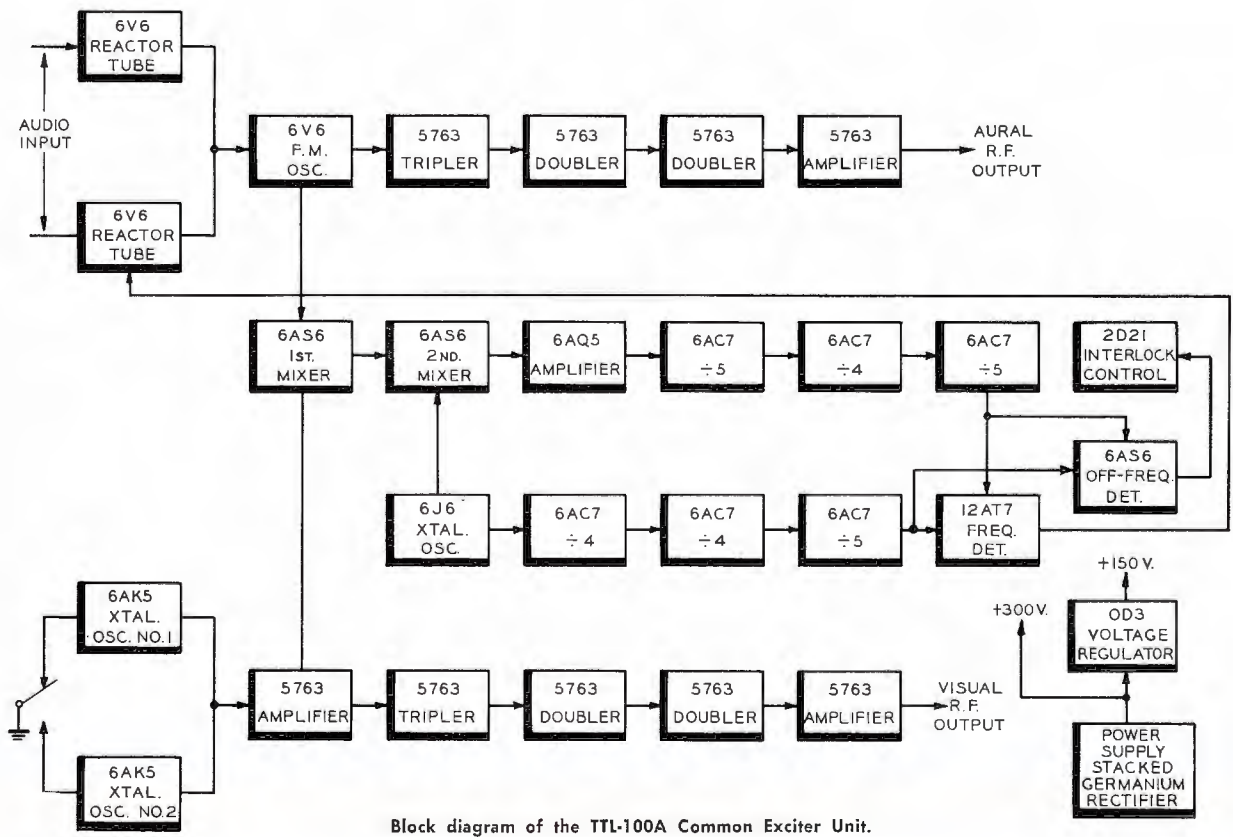 6V6
REACTOR
TUBE
AUDIO
INPUT
6V6
REACTOR
TUBE
6V6
F.M.
OSC.
5763
TRIPLER
5763
DOUBLER
5763
DOUBLER
5763
AMPLIFIER
AURAL
R.F.
OUTPUT
6AS6
1ST.
MIXER
6AS6
2ND.
MIXER
6AQ5
AMPLIFIER
6AC7
÷5
6AC7
÷4
6AC7
÷5
2D21
INTERLOCK
CONTROL
6AS6
OFF-FREQ.
DET.
6J6
XTAL.
OSC.
6AC7
÷4
6AC7
÷4
6AC7
÷5
12AT7
FREQ.
DET.
6AK5
XTAL.
OSC. NO.1
6AK5
XTAL.
OSC. NO.2
5763
AMPLIFIER
5763
TRIPLER
5763
DOUBLER
5763
DOUBLER
5763
AMPLIFIER
VISUAL
R.F.
OUTPUT
+150 V.
+300 V.
OD3
VOLTAGE
REGULATOR
POWER
SUPPLY
STACKED
GERMANIUM
RECTIFIER
Block diagram of the TTL-100A Common Exciter Unit.